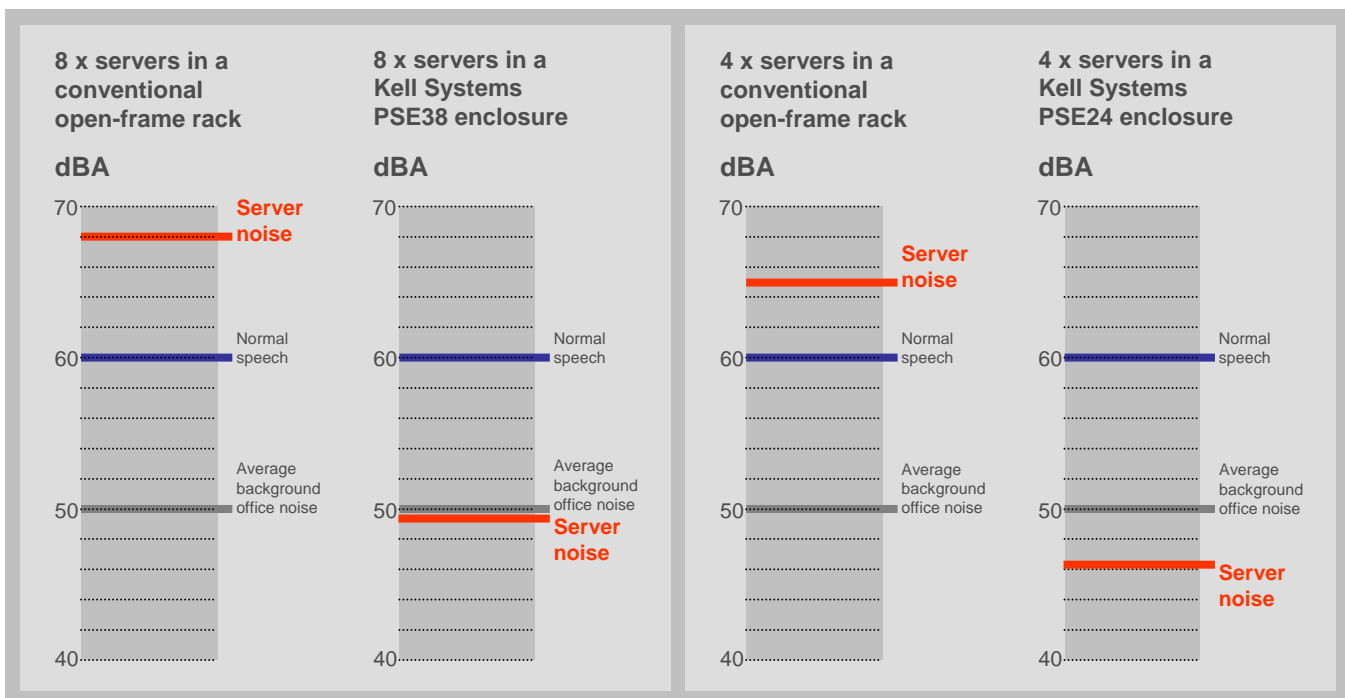 8 x servers in a
conventional
open-frame rack
dBA
70
Server
noise
Normal
speech
60
Average
background
office noise
50
40
8 x servers in a
Kell Systems
PSE38 enclosure
dBA
70
Normal
speech
60
Average
background
office noise
50
Server
noise
40
4 x servers in a
conventional
open-frame rack
dBA
70
Server
noise
Normal
speech
60
Average
background
office noise
50
40
4 x servers in a
Kell Systems
PSE24 enclosure
dBA
70
Normal
speech
60
Average
background
office noise
50
Server
noise
40